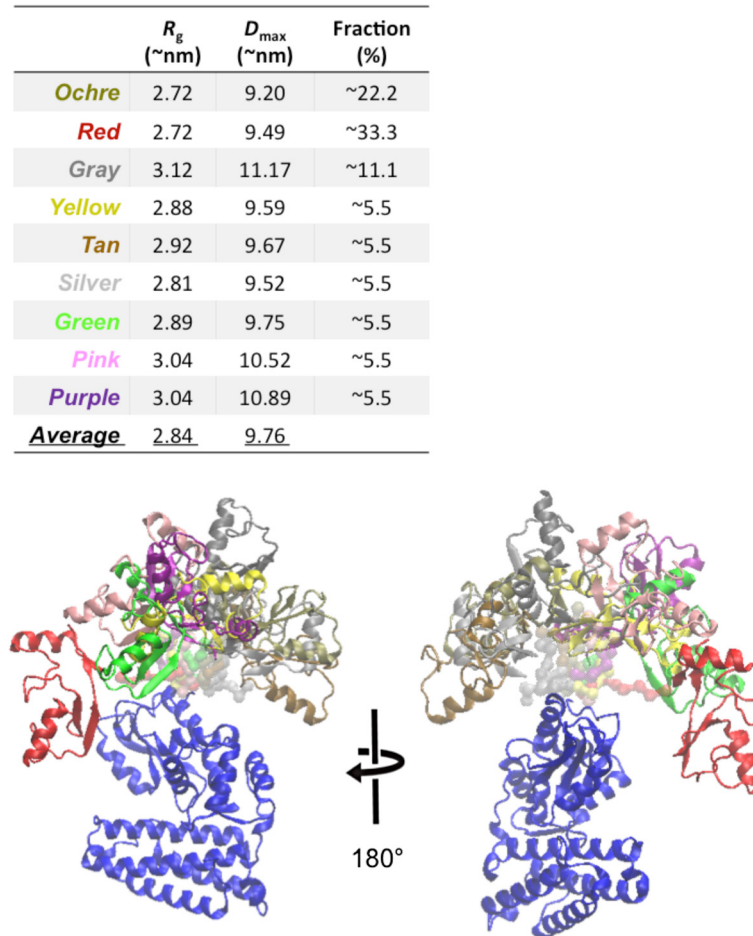 Rg Dmax Fraction
(~nm) (~nm) (%)
Ochre 2.72 9.20 ~22.2
Red 2.72 9.49 ~33.3
Gray 3.12 11.17 ~11.1
Yellow 2.88 9.59 ~5.5
Tan 2.92 9.67 ~5.5
Silver 2.81 9.52 ~5.5
Green 2.89 9.75 ~5.5
Pink 3.04 10.52 ~5.5
Purple 3.04 10.89 ~5.5
Average 2.84 9.76
180°